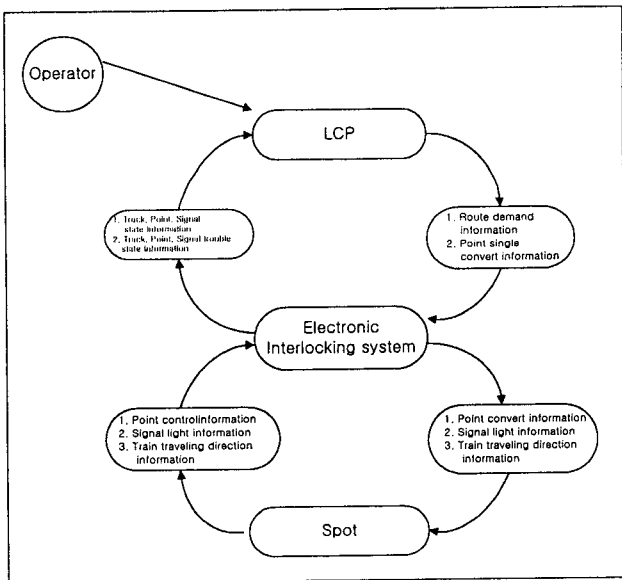 Operator
LCP
1. Truck, Point, Signal
state Information
2. Truck, Point, Signal trouble
state Information
1. Route demand
information
2. Point single
convert information
Electronic
Interlocking system
1. Point controlinformation
2. Signal light information
3. Train traveling direction
information
1. Point convert information
2. Signal light information
3. Train traveling direction
information
Spot